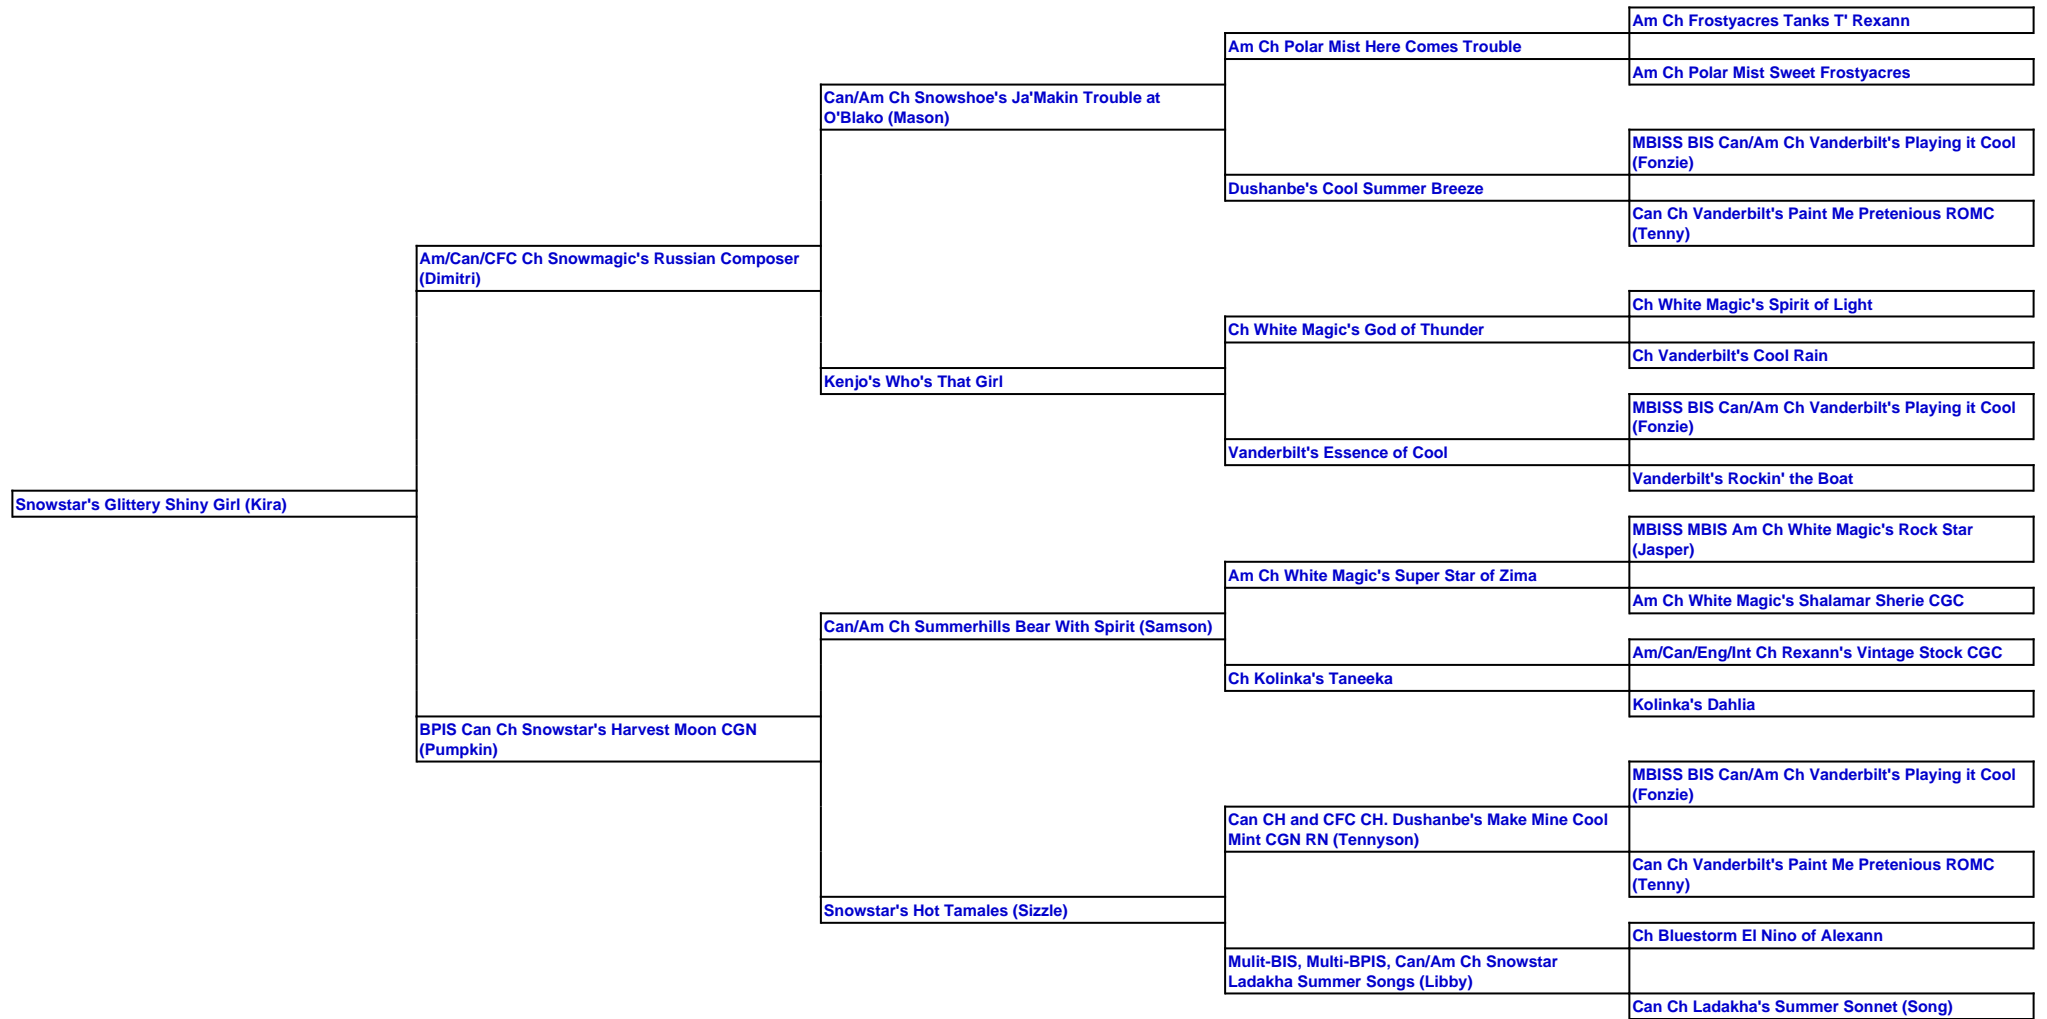 Am Ch Frostyacres Tanks T' Rexann
Am Ch Polar Mist Here Comes Trouble
Am Ch Polar Mist Sweet Frostyacres
Can/Am Ch Snowshoe's Ja'Makin Trouble at
O'Blako (Mason)
MBISS BIS Can/Am Ch Vanderbilt's Playing it Cool
(Fonzie)
Dushanbe's Cool Summer Breeze
Can Ch Vanderbilt's Paint Me Pretenious ROMC
(Tenny)
Am/Can/CFC Ch Snowmagic's Russian Composer
(Dimitri)
Ch White Magic's Spirit of Light
Ch White Magic's God of Thunder
Ch Vanderbilt's Cool Rain
Kenjo's Who's That Girl
MBISS BIS Can/Am Ch Vanderbilt's Playing it Cool
(Fonzie)
Vanderbilt's Essence of Cool
Vanderbilt's Rockin' the Boat
Snowstar's Glittery Shiny Girl (Kira)
MBISS MBIS Am Ch White Magic's Rock Star
(Jasper)
Am Ch White Magic's Super Star of Zima
Am Ch White Magic's Shalamar Sherie CGC
Can/Am Ch Summerhills Bear With Spirit (Samson)
Am/Can/Eng/Int Ch Rexann's Vintage Stock CGC
Ch Kolinka's Taneeka
Kolinka's Dahlia
BPIS Can Ch Snowstar's Harvest Moon CGN
(Pumpkin)
MBISS BIS Can/Am Ch Vanderbilt's Playing it Cool
(Fonzie)
Can CH and CFC CH. Dushanbe's Make Mine Cool
Mint CGN RN (Tennyson)
Can Ch Vanderbilt's Paint Me Pretenious ROMC
(Tenny)
Snowstar's Hot Tamales (Sizzle)
Ch Bluestorm El Nino of Alexann
Mulit-BIS, Multi-BPIS, Can/Am Ch Snowstar
Ladakha Summer Songs (Libby)
Can Ch Ladakha's Summer Sonnet (Song)